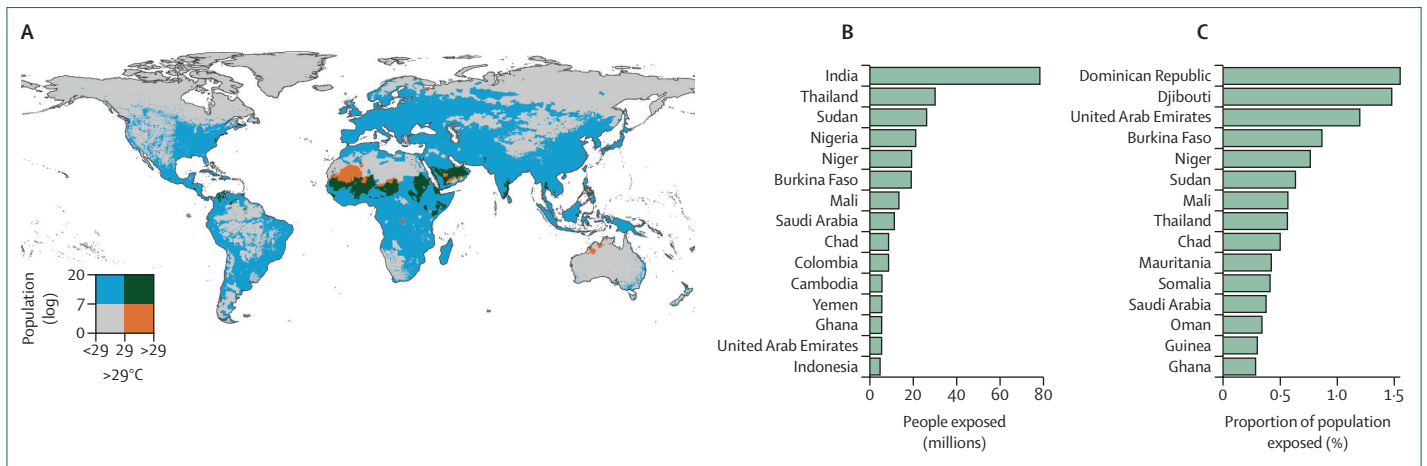 A
Population
(log)
20
7
0
<29 29 >29
>29°C
B
India
Thailand
Sudan
Nigeria
Niger
Burkina Faso
Mali
Saudi Arabia
Chad
Colombia
Cambodia
Yemen
Ghana
United Arab Emirates
Indonesia
0 20 40 60 80
People exposed
(millions)
C
Dominican Republic
Djibouti
United Arab Emirates
Burkina Faso
Niger
Sudan
Mali
Thailand
Chad
Mauritania
Somalia
Saudi Arabia
Oman
Guinea
Ghana
0 0·5 1·0 1·5
Proportion of population
exposed (%)